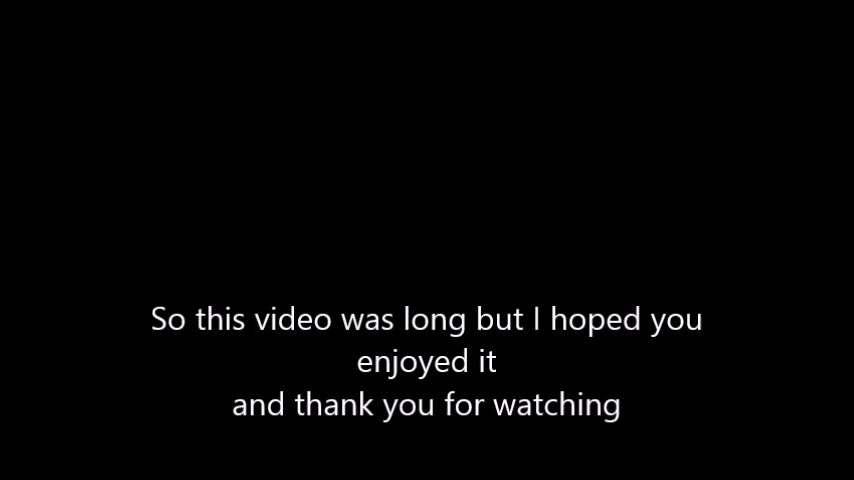 So this video was long but I hoped you
enjoyed it
and thank you for watching